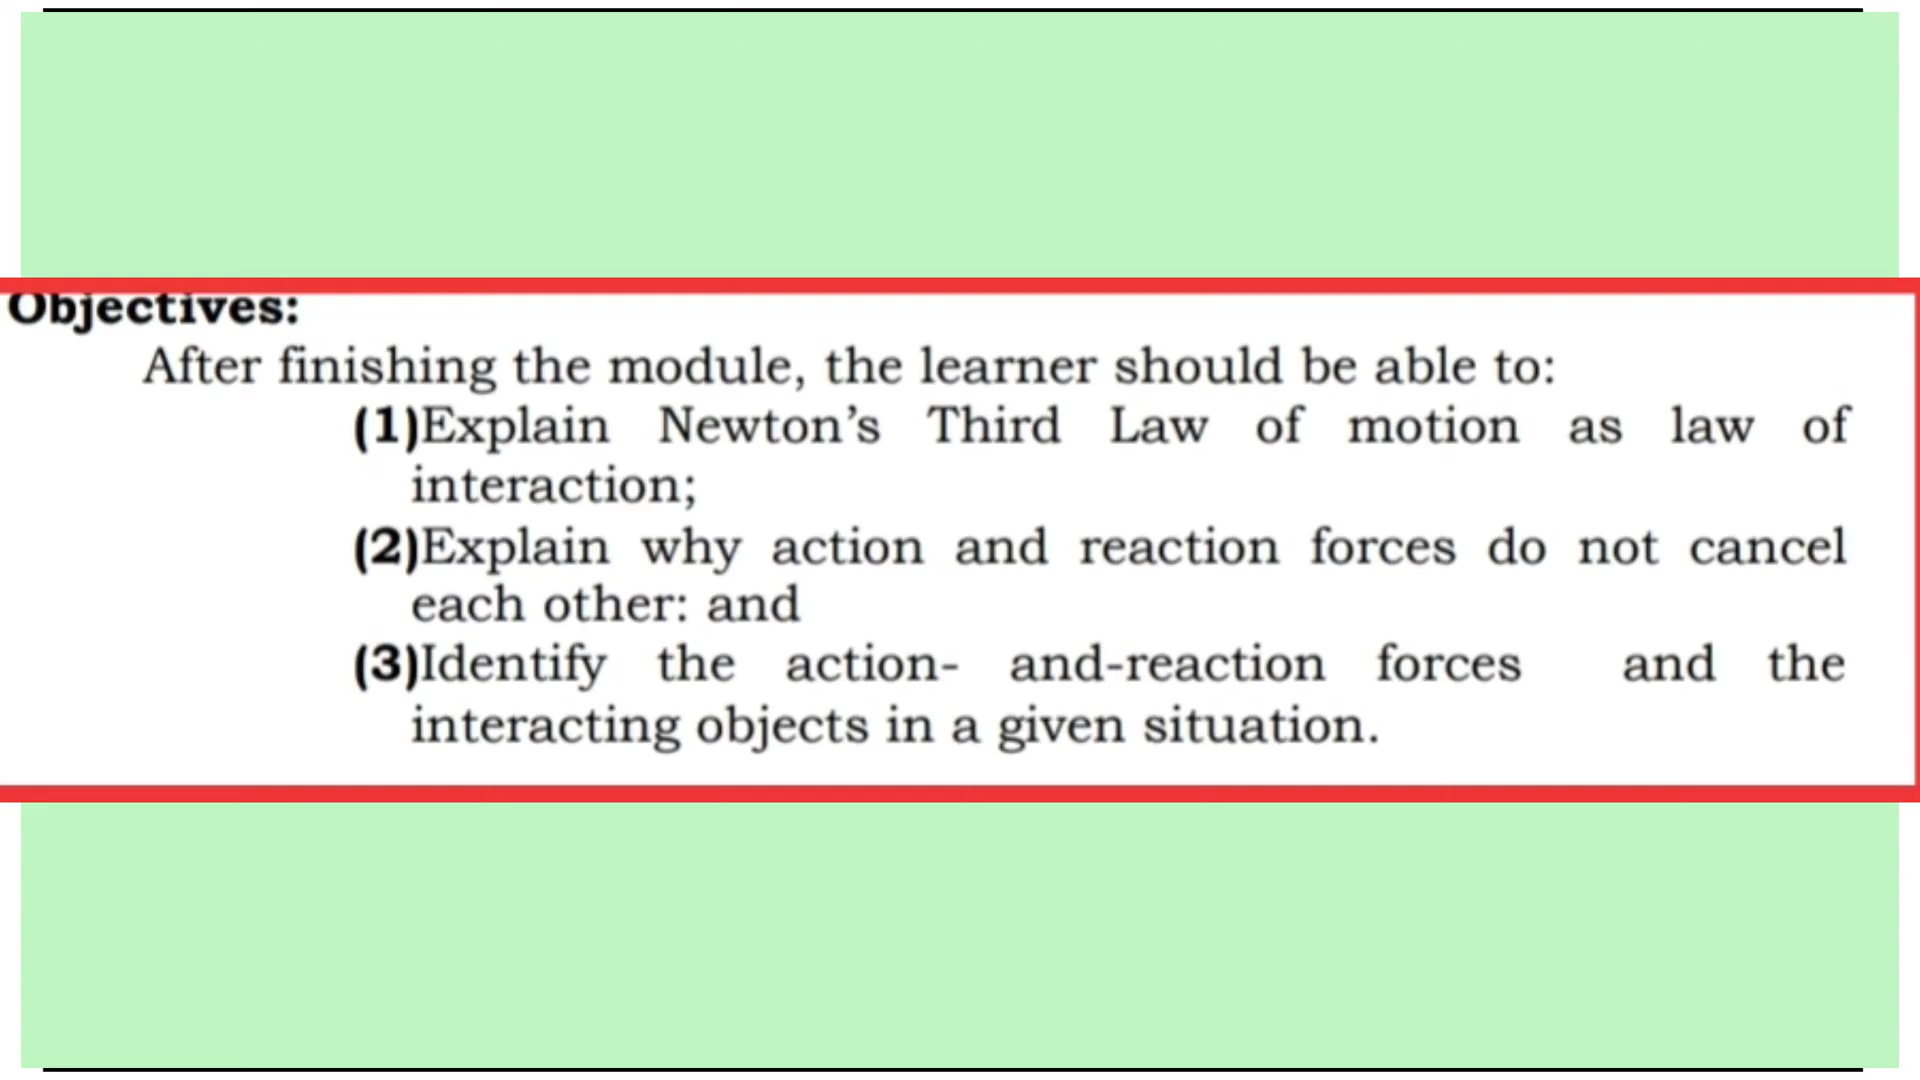 Objectives:
After finishing the module, the learner should be able to:
(1)Explain Newton’s Third Law of motion as law of
interaction;
(2)Explain why action and reaction forces do not cancel
each other: and
(3)Identify the action- and-reaction forces and the
interacting objects in a given situation.